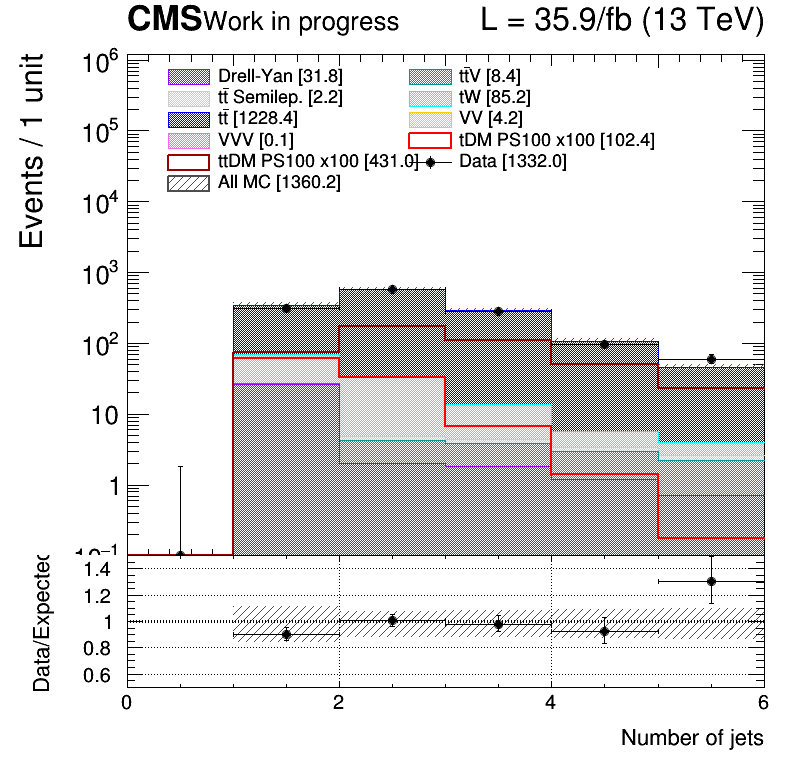 CMS Work in progress L = 35.9/fb (13 TeV)
Events / 1 unit
10⁶
10⁵
10⁴
10³
10²
10
1
10⁻¹
Drell-Yan [31.8]
tt̄V [8.4]
tt̄ Semilep. [2.2]
tW [85.2]
tt̄ [1228.4]
VV [4.2]
VVV [0.1]
tDM PS100 x100 [102.4]
ttDM PS100 x100 [431.0]
Data [1332.0]
All MC [1360.2]
Data/Expected
1.4
1.2
1
0.8
0.6
0 2 4 6
Number of jets